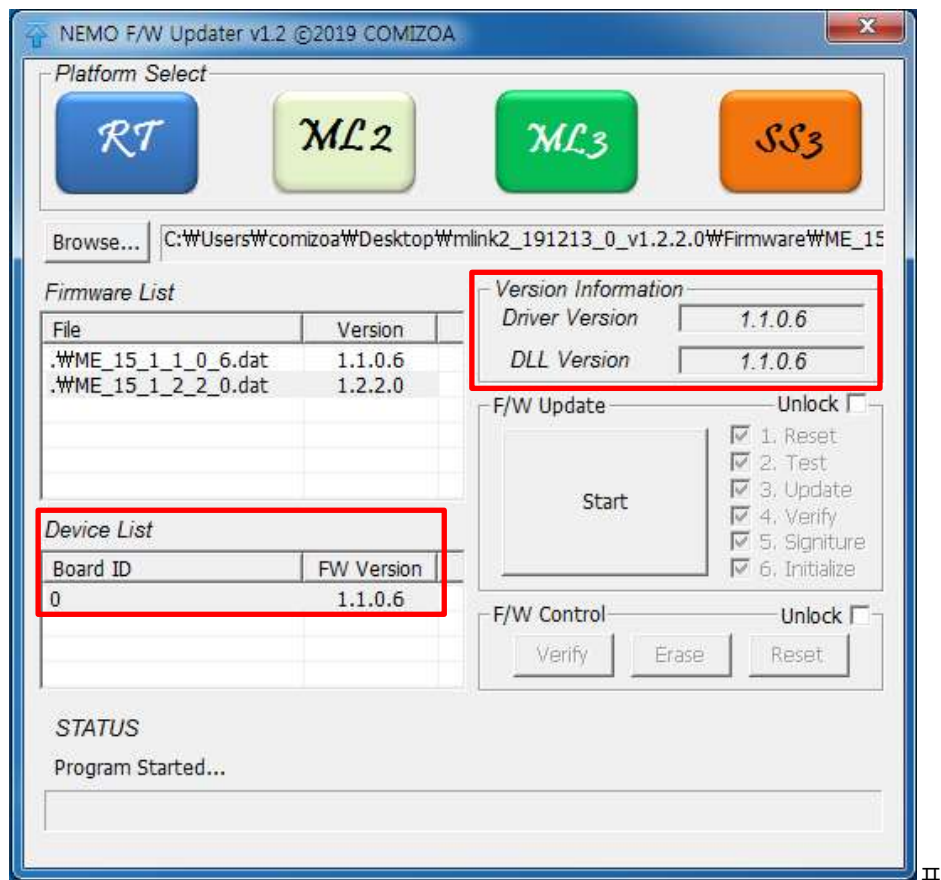 NEMO F/W Updater v1.2 ©2019 COMIZOA
Platform Select
RT
ML2
ML3
SS3
Browse...
C:₩Users₩comizoa₩Desktop₩mlink2_191213_0_v1.2.2.0₩Firmware₩ME_15
Firmware List
File Version
.₩ME_15_1_1_0_6.dat 1.1.0.6
.₩ME_15_1_2_2_0.dat 1.2.2.0
Device List
Board ID FW Version
0 1.1.0.6
Version Information
Driver Version 1.1.0.6
DLL Version 1.1.0.6
F/W Update Unlock
Start
1. Reset
2. Test
3. Update
4. Verify
5. Signiture
6. Initialize
F/W Control Unlock
Verify Erase Reset
STATUS
Program Started...
ㅍ